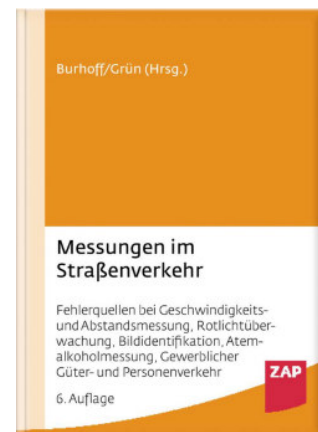 Burhoff/Grün (Hrsg.)
Messungen im
Straßenverkehr
Fehlerquellen bei Geschwindigkeits-
und Abstandsmessung, Rotlichtüber-
wachung, Bildidentifikation, Atem-
alkoholmessung, Gewerblicher
Güter- und Personenverkehr
ZAP
6. Auflage